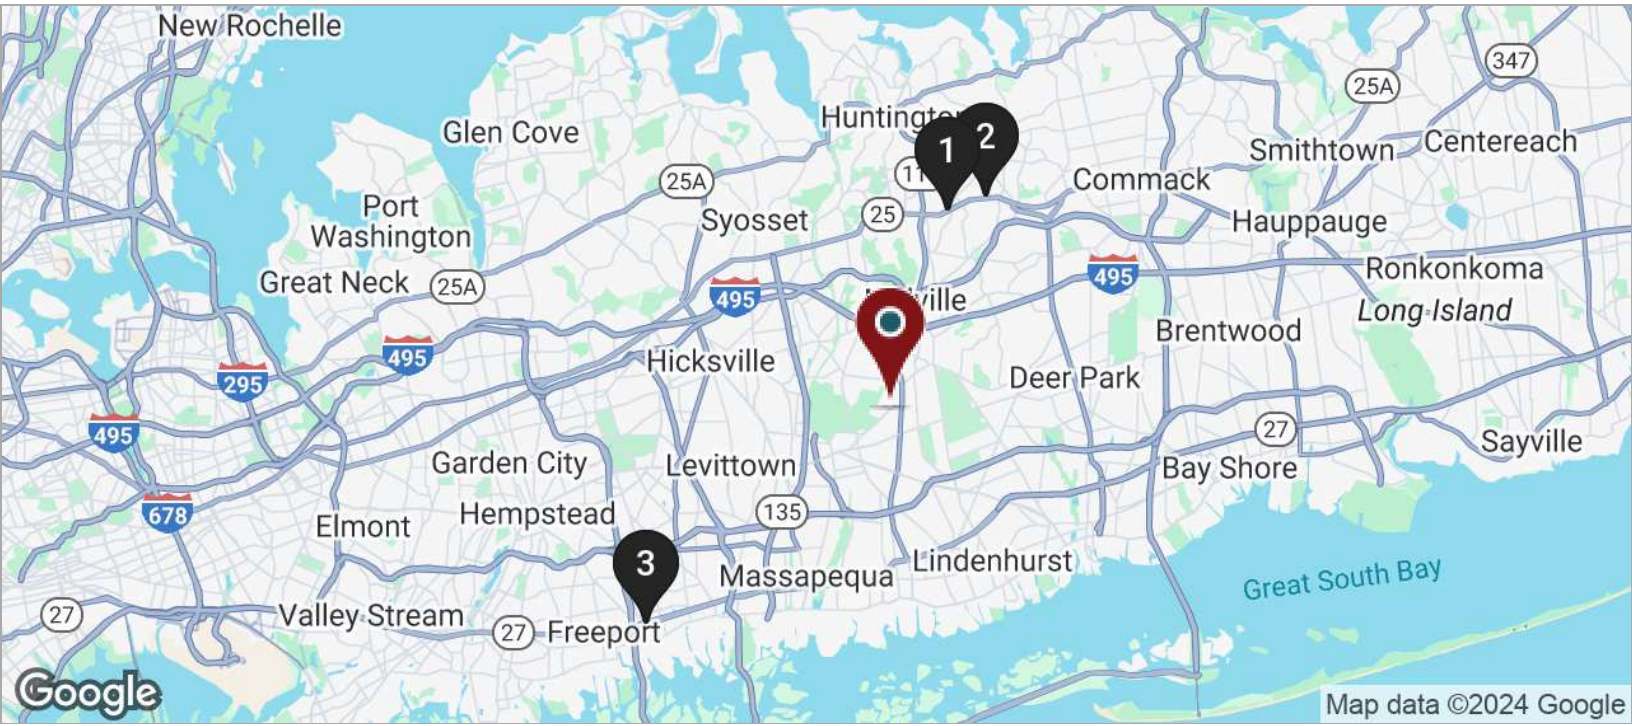 New Rochelle
347
25A
Glen Cove
Huntington
1
2
Smithtown
Centereach
25A
11
Commack
Port
Washington
Syosset
25
Hauppauge
Great Neck
25A
495
495
Ronkonkoma
ville
Long Island
495
Hicksville
Brentwood
295
Deer Park
495
27
Garden City
Levittown
Bay Shore
Sayville
678
Elmont
Hempstead
135
3
Massapequa
Lindenhurst
Great South Bay
27
Valley Stream
27
Freeport
Google
Map data ©2024 Google